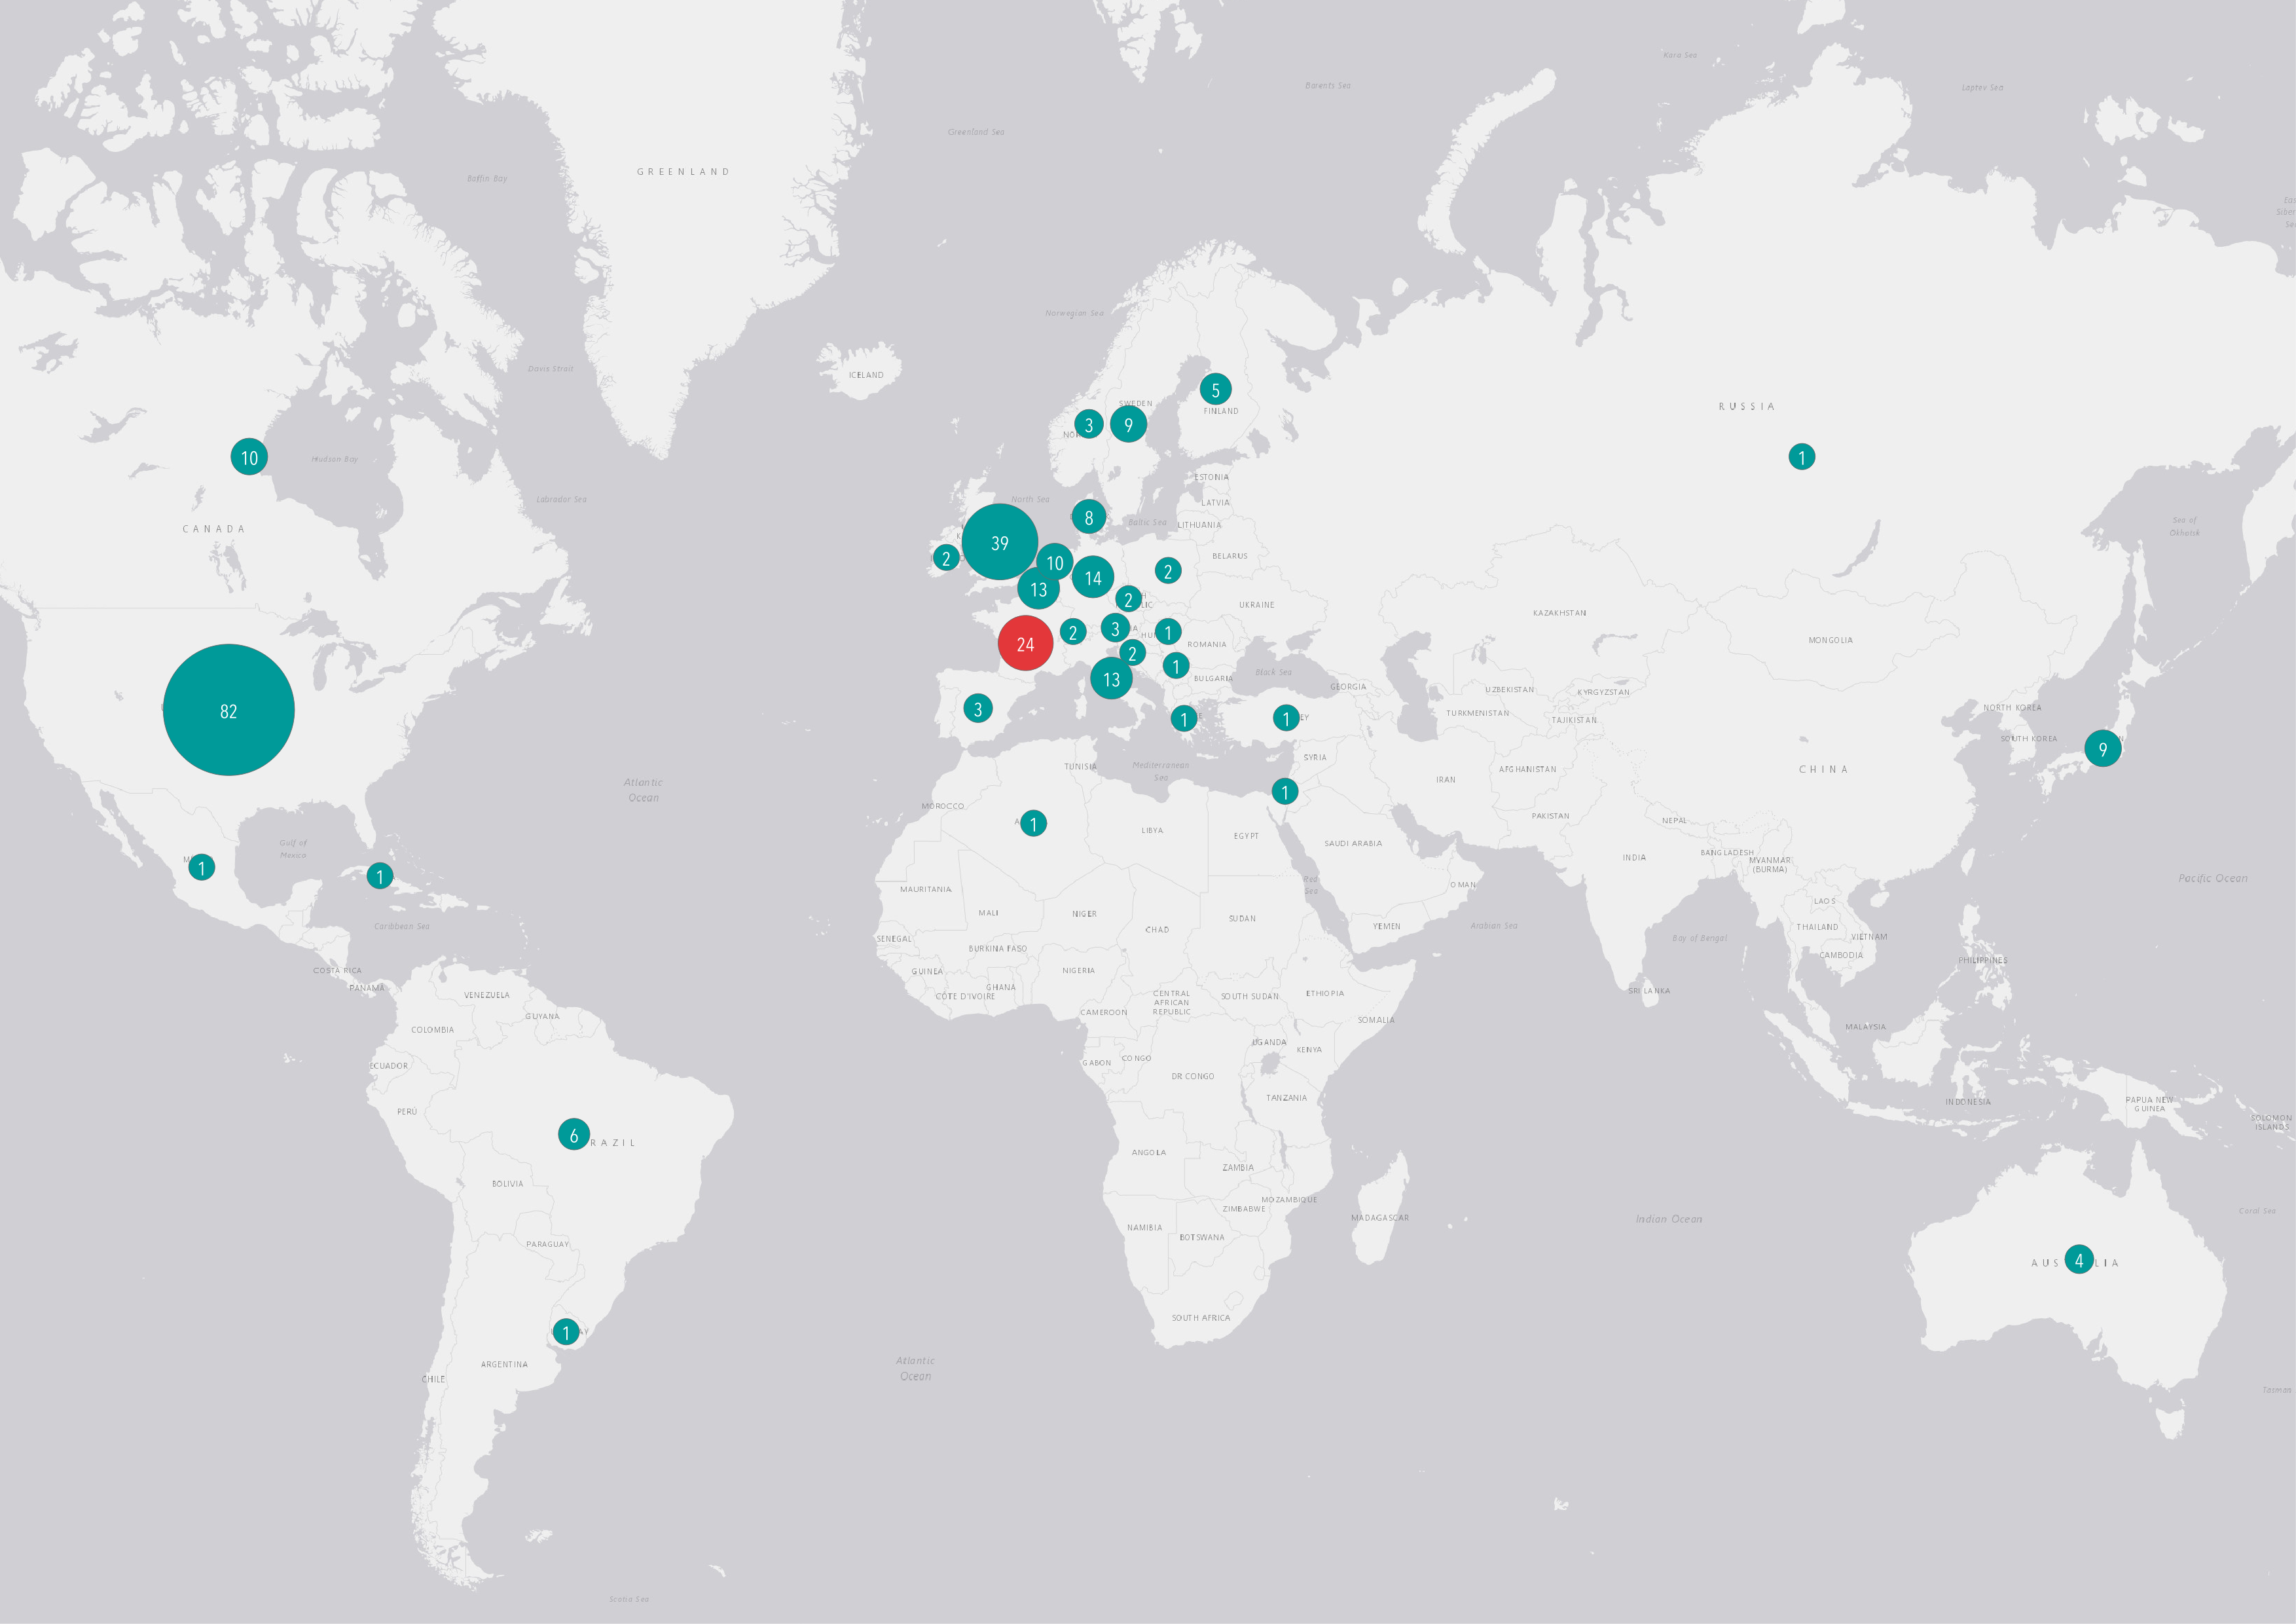 Kara Sea
Barents Sea
Laptev Sea
Greenland Sea
GREENLAND
Baffin Bay
Norwegian Sea
Davis Strait
ICELAND
5
SWEDEN
FINLAND
RUSSIA
3
9
10
Hudson Bay
1
ESTONIA
Labrador Sea
North Sea
LATVIA
8
Baltic Sea
LITHUANIA
Sea of
Okhotsk
CANADA
39
2
10
BELARUS
14
2
13
2
UKRAINE
KAZAKHSTAN
2
3
1
MONGOLIA
24
ROMANIA
2
1
Black Sea
13
BULGARIA
GEORGIA
UZBEKISTAN
KYRGYZSTAN
82
3
1
1
TURKMENISTAN
TAJIKISTAN
NORTH KOREA
SOUTH KOREA
9
SYRIA
TUNISIA
Mediterranean
Sea
AFGHANISTAN
IRAN
CHINA
Atlantic
Ocean
1
MOROCCO
1
LIBYA
EGYPT
PAKISTAN
NEPAL
Gulf of
Mexico
SAUDI ARABIA
BANGLADESH
INDIA
MYANMAR
(BURMA)
1
1
Red
Sea
OMAN
Pacific Ocean
MAURITANIA
LAOS
MALI
NIGER
SUDAN
Caribbean Sea
CHAD
YEMEN
Arabian Sea
THAILAND
SENEGAL
Bay of Bengal
VIETNAM
BURKINA FASO
CAMBODIA
PHILIPPINES
COSTA RICA
GUINEA
NIGERIA
PANAMA
GHANA
VENEZUELA
CÔTE D'IVOIRE
CENTRAL
AFRICAN
REPUBLIC
SOUTH SUDAN
ETHIOPIA
SRI LANKA
GUYANA
CAMEROON
SOMALIA
COLOMBIA
MALAYSIA
UGANDA
KENYA
ECUADOR
GABON
CONGO
DR CONGO
TANZANIA
INDONESIA
PAPUA NEW
GUINEA
PERÚ
SOLOMON
ISLANDS
6
RAZIL
ANGOLA
ZAMBIA
BOLIVIA
MOZAMBIQUE
ZIMBABWE
Coral Sea
MADAGASCAR
Indian Ocean
NAMIBIA
BOTSWANA
PARAGUAY
AUS
4
LIA
SOUTH AFRICA
1
Atlantic
Ocean
ARGENTINA
CHILE
Tasman
Scotia Sea